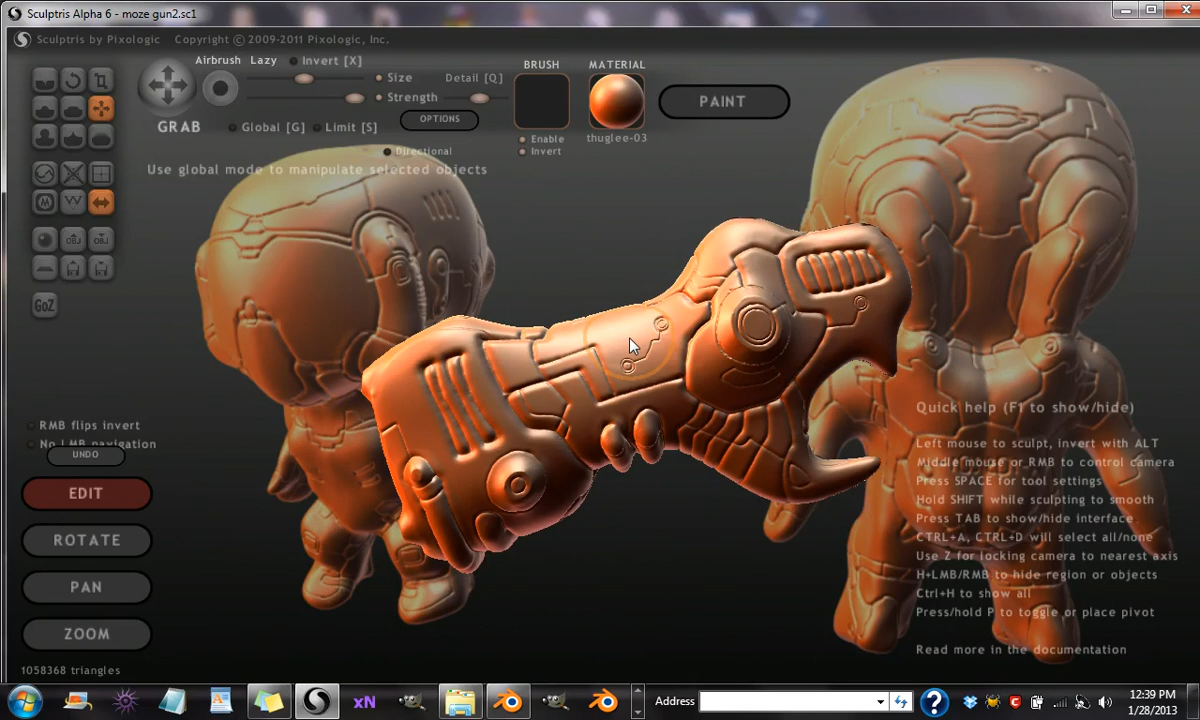 Sculptris Alpha 6 - moze gun2.sc1
Sculptris by Pixologic   Copyright © 2009-2011 Pixologic, Inc.
Airbrush Lazy Invert [X]
Size Detail [Q]
Strength
OPTIONS
GRAB Global [G] Limit [S]
Directional
Use global mode to manipulate selected objects
BRUSH
Enable
Invert
MATERIAL
thuglee-03
PAINT
OBJ OBJ
GoZ
RMB flips invert
No LMB navigation
UNDO
EDIT
ROTATE
PAN
ZOOM
1058368 triangles
Quick help (F1 to show/hide)
Left mouse to sculpt, invert with ALT
Middle mouse or RMB to control camera
Press SPACE for tool settings
Hold SHIFT while sculpting to smooth
Press TAB to show/hide interface
CTRL+A, CTRL+D will select all/none
Use Z for locking camera to nearest axis
H+LMB/RMB to hide region or objects
Ctrl+H to show all
Press/hold P to toggle or place pivot
Read more in the documentation
xN
Address
12:39 PM
1/28/2013